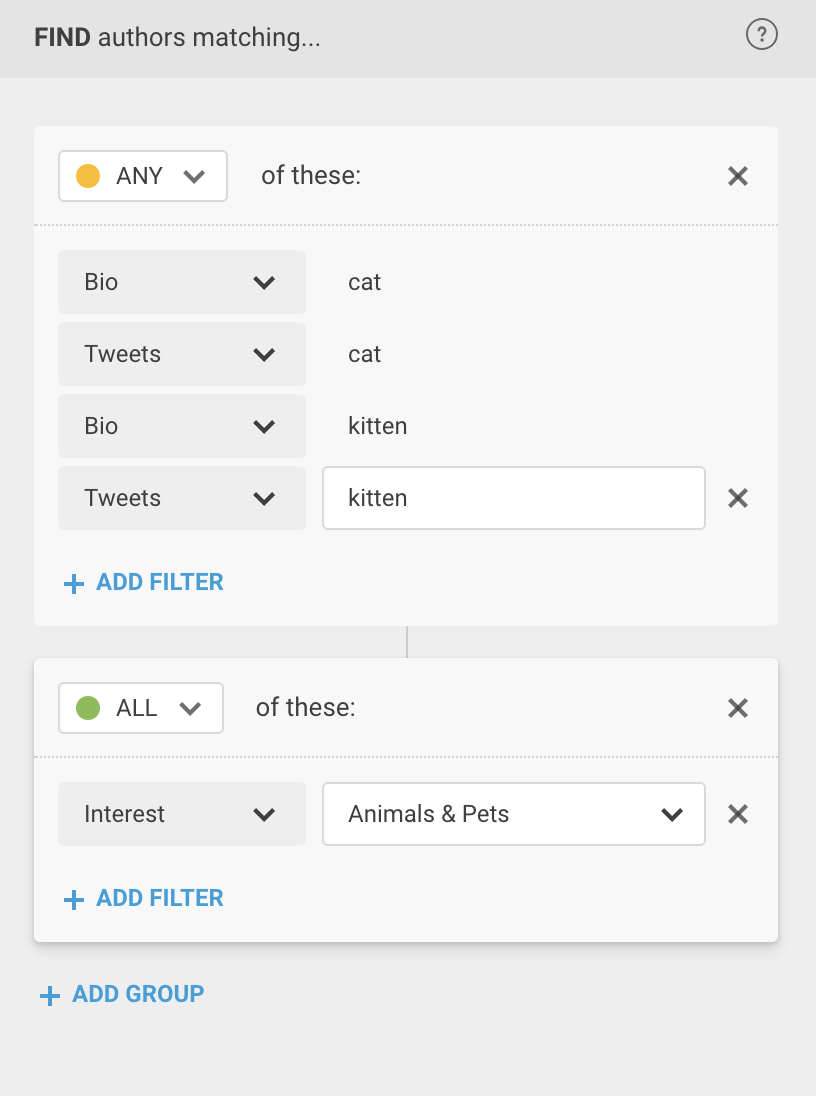 FIND authors matching...
?
ANY of these:
Bio cat
Tweets cat
Bio kitten
Tweets kitten
+ ADD FILTER
ALL of these:
Interest Animals & Pets
+ ADD FILTER
+ ADD GROUP